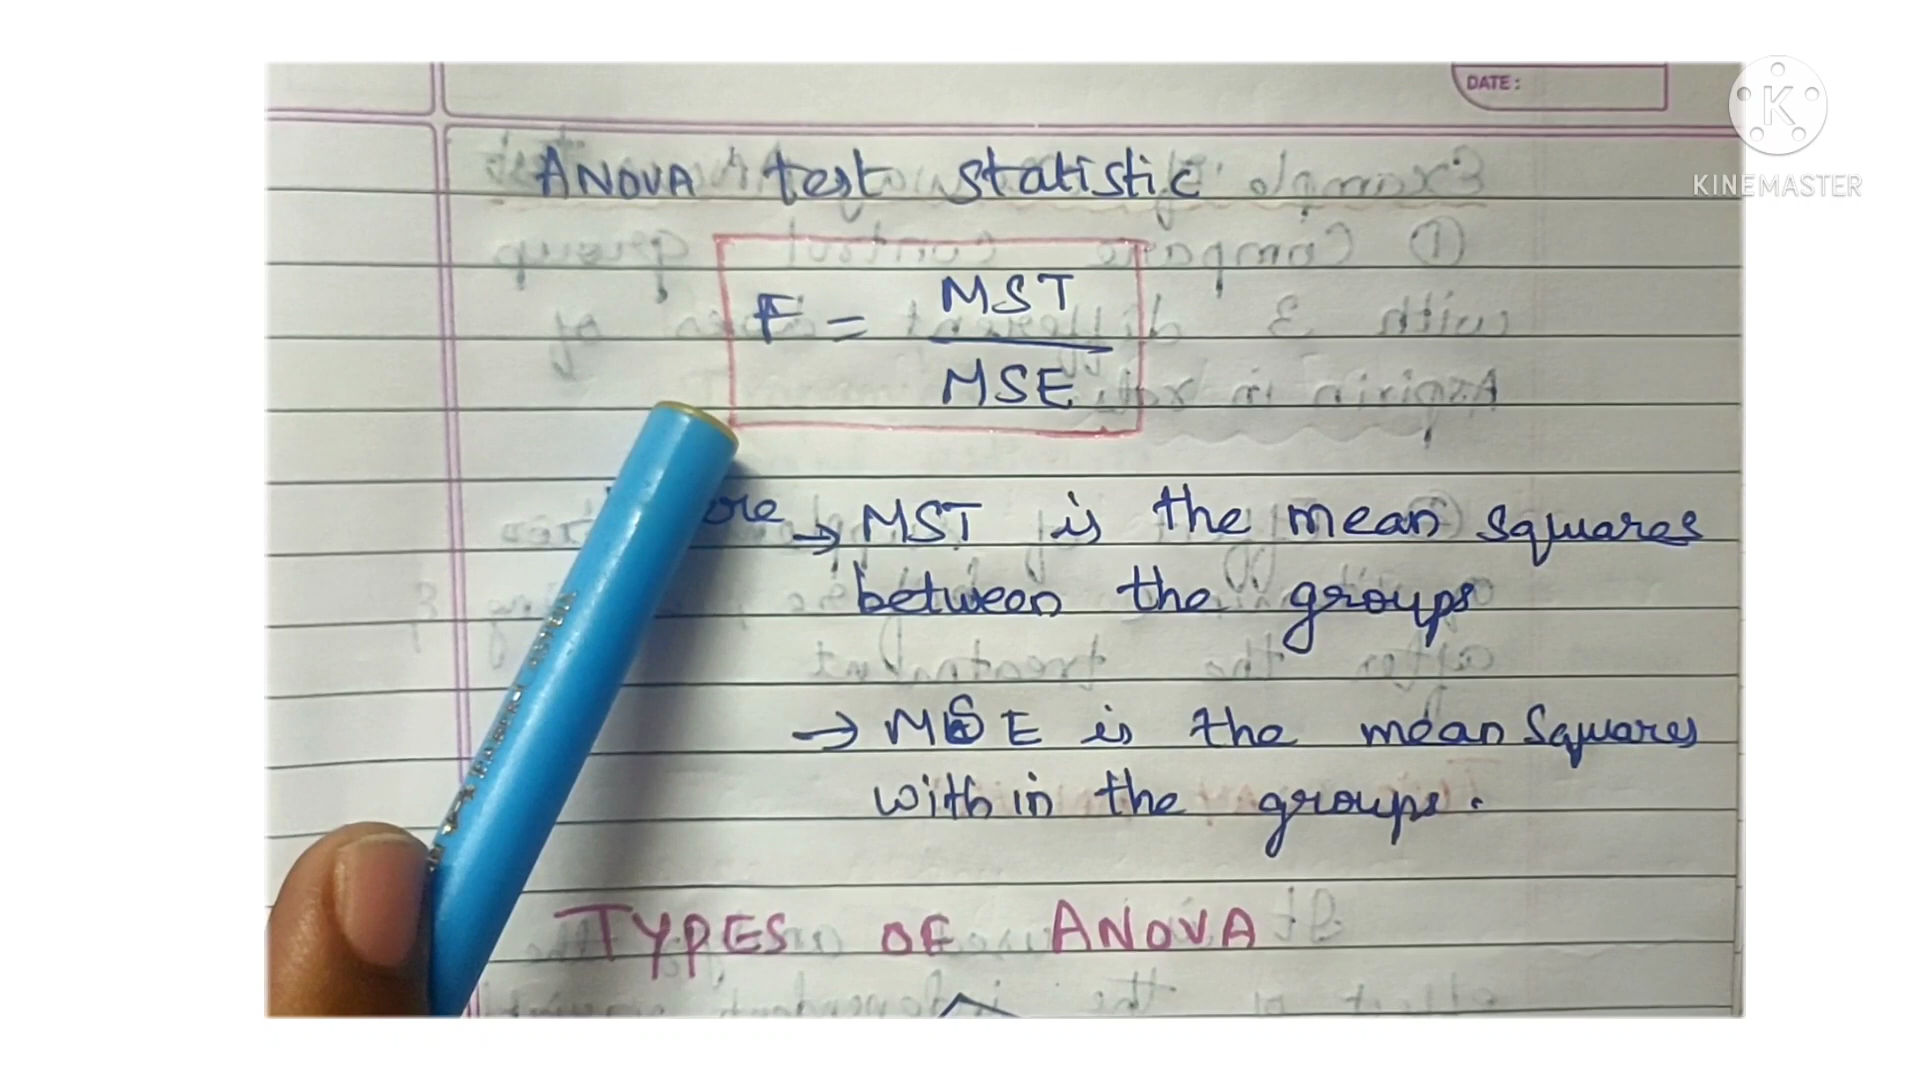 DATE :
KINEMASTER
ANOVA test statistic
F = MST
MSE
→ MST is the mean squares
between the groups
→ MSE is the mean squares
with in the groups.
TYPES OF ANOVA